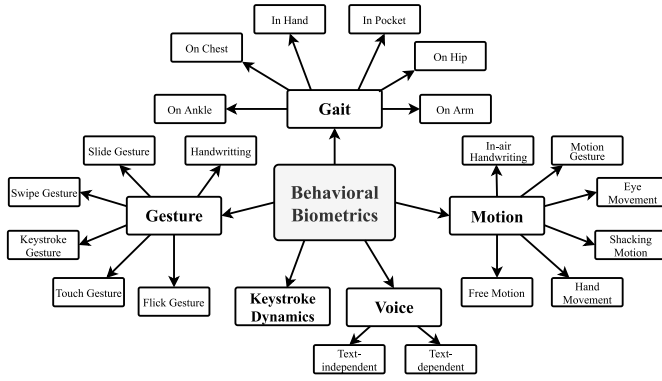 In Hand
In Pocket
On Chest
On Hip
Gait
On Ankle
On Arm
Slide Gesture
Handwritting
In-air
Handwriting
Motion
Gesture
Behavioral
Biometrics
Swipe Gesture
Gesture
Motion
Eye
Movement
Keystroke
Gesture
Shacking
Motion
Touch Gesture
Flick Gesture
Keystroke
Dynamics
Voice
Free Motion
Hand
Movement
Text-
independent
Text-
dependent